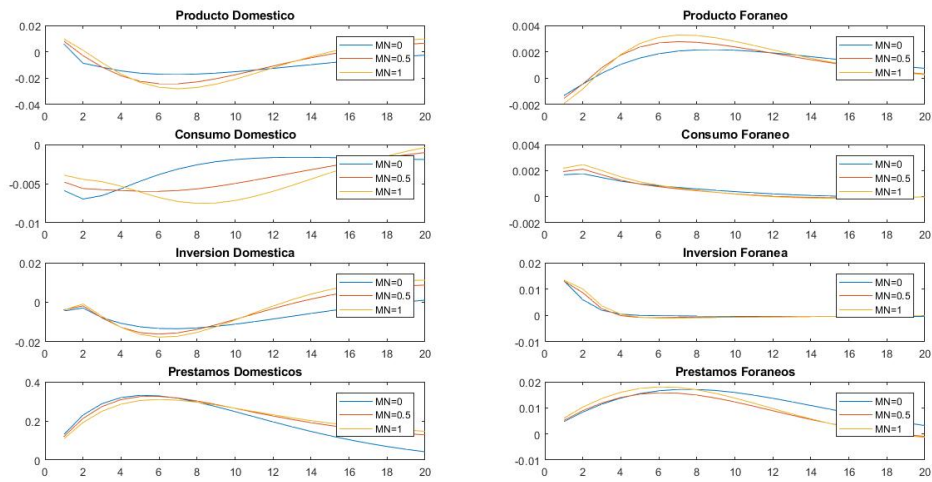 Producto Domestico
0.02
0
-0.02
-0.04
0 2 4 6 8 10 12 14 16 18 20
MN=0
MN=0.5
MN=1
Producto Foraneo
0.004
0.002
0
-0.002
0 2 4 6 8 10 12 14 16 18 20
MN=0
MN=0.5
MN=1
Consumo Domestico
0
-0.005
-0.01
0 2 4 6 8 10 12 14 16 18 20
MN=0
MN=0.5
MN=1
Consumo Foraneo
0.004
0.002
0
-0.002
0 2 4 6 8 10 12 14 16 18 20
MN=0
MN=0.5
MN=1
Inversion Domestica
0.02
0
-0.02
0 2 4 6 8 10 12 14 16 18 20
MN=0
MN=0.5
MN=1
Inversion Foranea
0.02
0.01
0
-0.01
0 2 4 6 8 10 12 14 16 18 20
MN=0
MN=0.5
MN=1
Prestamos Domesticos
0.4
0.2
0
0 2 4 6 8 10 12 14 16 18 20
MN=0
MN=0.5
MN=1
Prestamos Foraneos
0.02
0.01
0
-0.01
0 2 4 6 8 10 12 14 16 18 20
MN=0
MN=0.5
MN=1